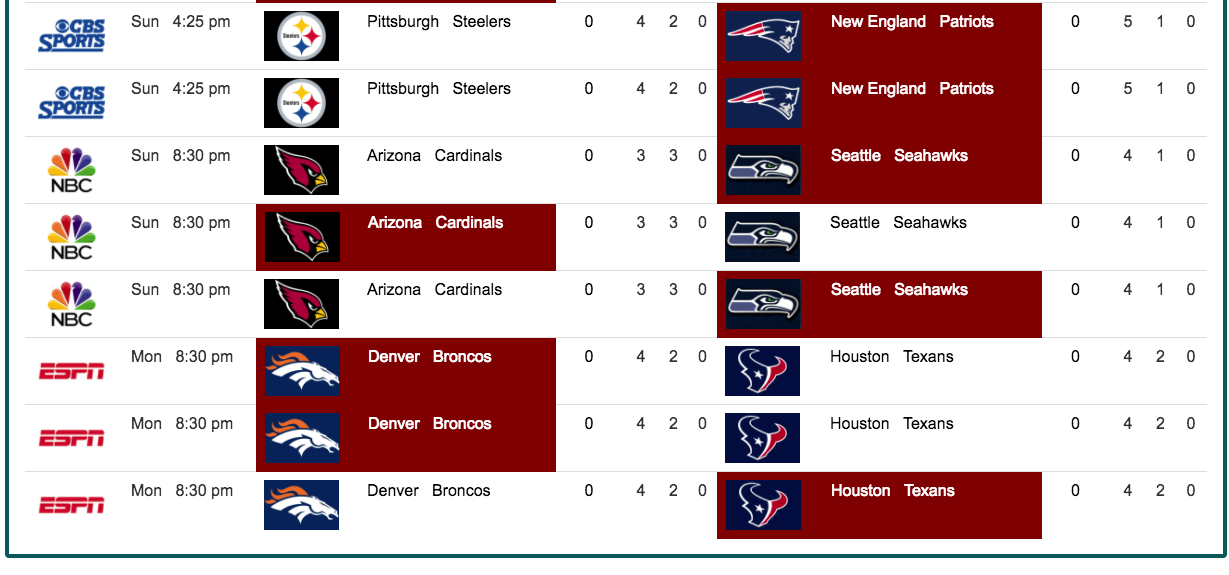 CBS SPORTS Sun 4:25 pm Steelers Pittsburgh Steelers 0 4 2 0 New England Patriots 0 5 1 0
CBS SPORTS Sun 4:25 pm Steelers Pittsburgh Steelers 0 4 2 0 New England Patriots 0 5 1 0
NBC Sun 8:30 pm Arizona Cardinals 0 3 3 0 Seattle Seahawks 0 4 1 0
NBC Sun 8:30 pm Arizona Cardinals 0 3 3 0 Seattle Seahawks 0 4 1 0
NBC Sun 8:30 pm Arizona Cardinals 0 3 3 0 Seattle Seahawks 0 4 1 0
ESPN Mon 8:30 pm Denver Broncos 0 4 2 0 Houston Texans 0 4 2 0
ESPN Mon 8:30 pm Denver Broncos 0 4 2 0 Houston Texans 0 4 2 0
ESPN Mon 8:30 pm Denver Broncos 0 4 2 0 Houston Texans 0 4 2 0